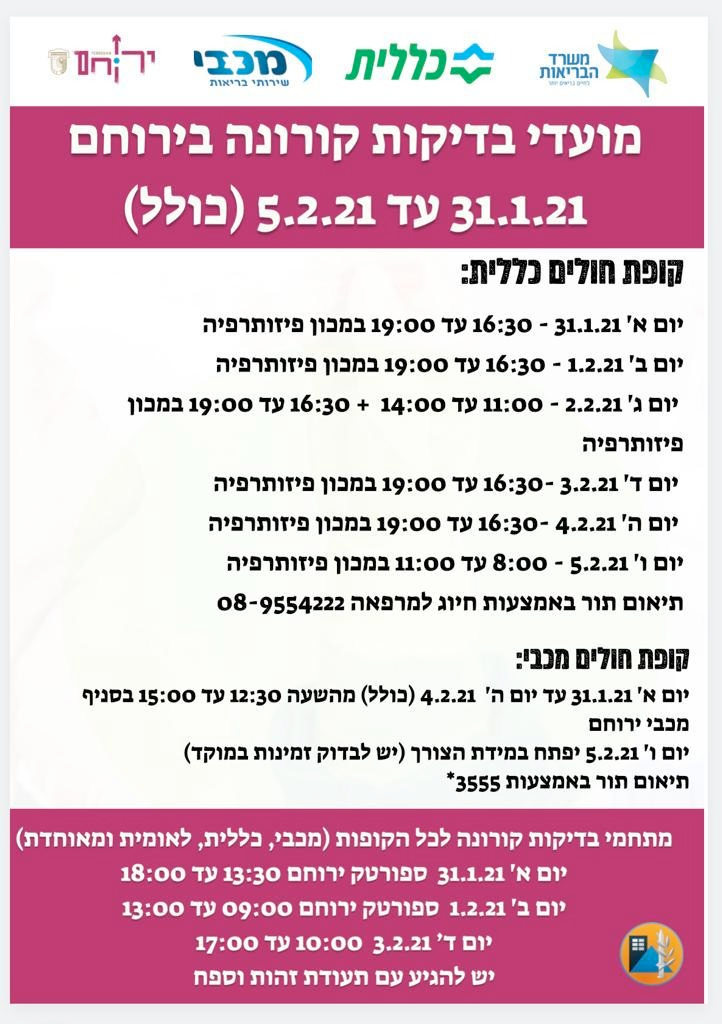 משרד
הבריאות
לחיים בריאים יותר
כללית
מכבי
שירותי בריאות
ירוחם
מועדי בדיקות קורונה בירוחם
31.1.21 עד 5.2.21 (כולל)
קופת חולים כללית:
יום א' 31.1.21 - 16:30 עד 19:00 במכון פיזותרפיה
יום ב' 1.2.21 - 16:30 עד 19:00 במכון פיזותרפיה
יום ג' 2.2.21 - 11:00 עד 14:00 + 16:30 עד 19:00 במכון
פיזותרפיה
יום ד' 3.2.21 -16:30 עד 19:00 במכון פיזותרפיה
יום ה' 4.2.21 -16:30 עד 19:00 במכון פיזותרפיה
יום ו' 5.2.21 - 8:00 עד 11:00 במכון פיזותרפיה
תיאום תור באמצעות חיוג למרפאה 08-9554222
קופת חולים מכבי:
יום א' 31.1.21 עד יום ה' 4.2.21 (כולל) מהשעה 12:30 עד 15:00 בסניף
מכבי ירוחם
יום ו' 5.2.21 יפתח במידת הצורך (יש לבדוק זמינות במוקד)
תיאום תור באמצעות 3555*
מתחמי בדיקות קורונה לכל הקופות (מכבי, כללית, לאומית ומאוחדת)
יום א' 31.1.21 ספורטק ירוחם 13:30 עד 18:00
יום ב' 1.2.21 ספורטק ירוחם 09:00 עד 13:00
יום ד' 3.2.21 10:00 עד 17:00
יש להגיע עם תעודת זהות וספח